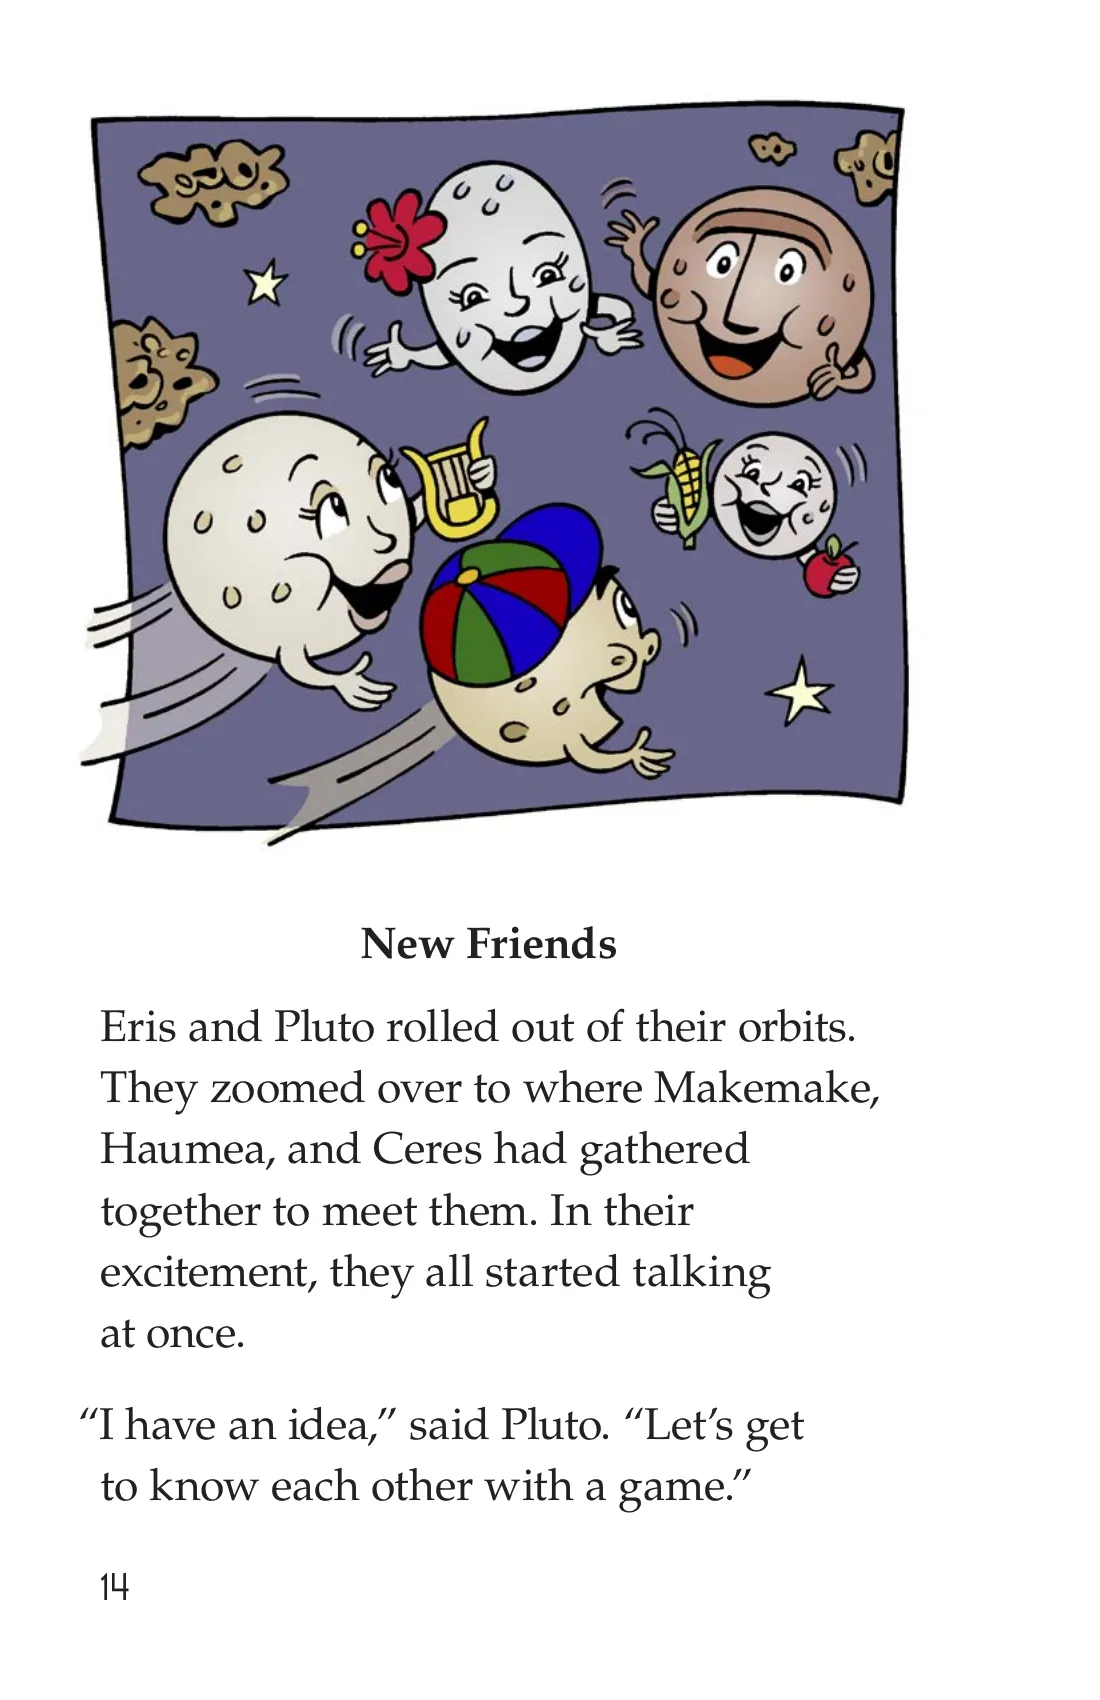 New Friends
Eris and Pluto rolled out of their orbits.
They zoomed over to where Makemake,
Haumea, and Ceres had gathered
together to meet them. In their
excitement, they all started talking
at once.
“I have an idea,” said Pluto. “Let’s get
to know each other with a game.”
14